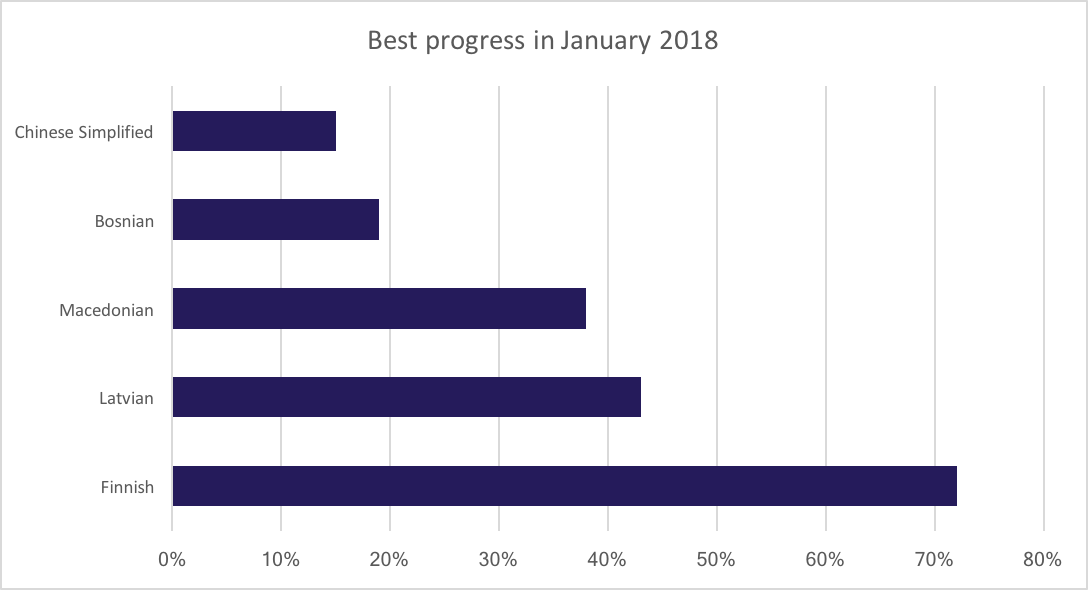 Best progress in January 2018
Chinese Simplified
Bosnian
Macedonian
Latvian
Finnish
0% 10% 20% 30% 40% 50% 60% 70% 80%